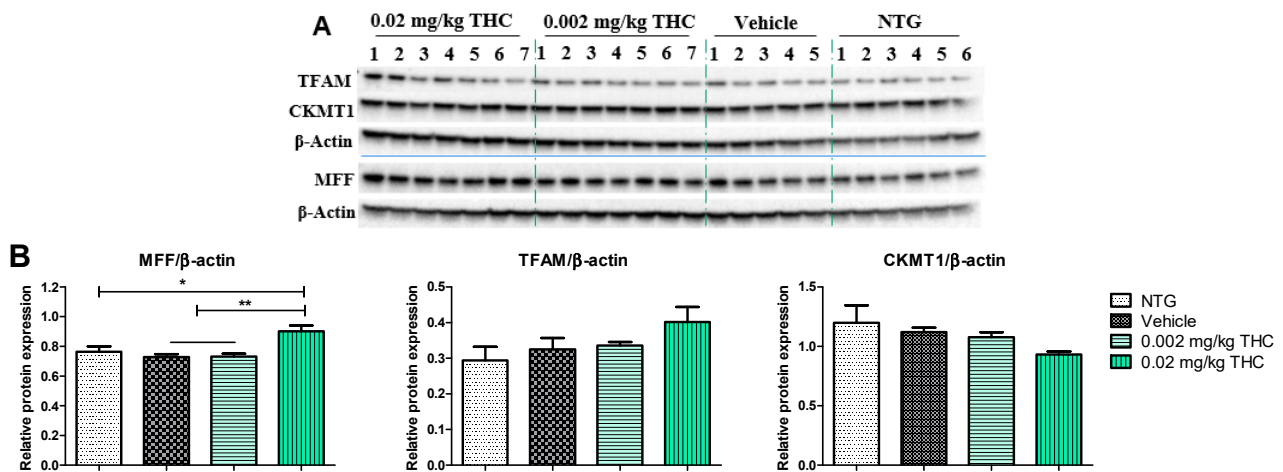 A
0.02 mg/kg THC 0.002 mg/kg THC Vehicle NTG
1 2 3 4 5 6 7 1 2 3 4 5 6 7 1 2 3 4 5 1 2 3 4 5 6
TFAM
CKMT1
β-Actin
MFF
β-Actin
B
MFF/β-actin
Relative protein expression
1.2
1.0
0.8
0.6
0.4
0.2
0.0
*
**
TFAM/β-actin
Relative protein expression
0.5
0.4
0.3
0.2
0.1
0.0
CKMT1/β-actin
Relative protein expression
1.5
1.0
0.5
0.0
NTG
Vehicle
0.002 mg/kg THC
0.02 mg/kg THC